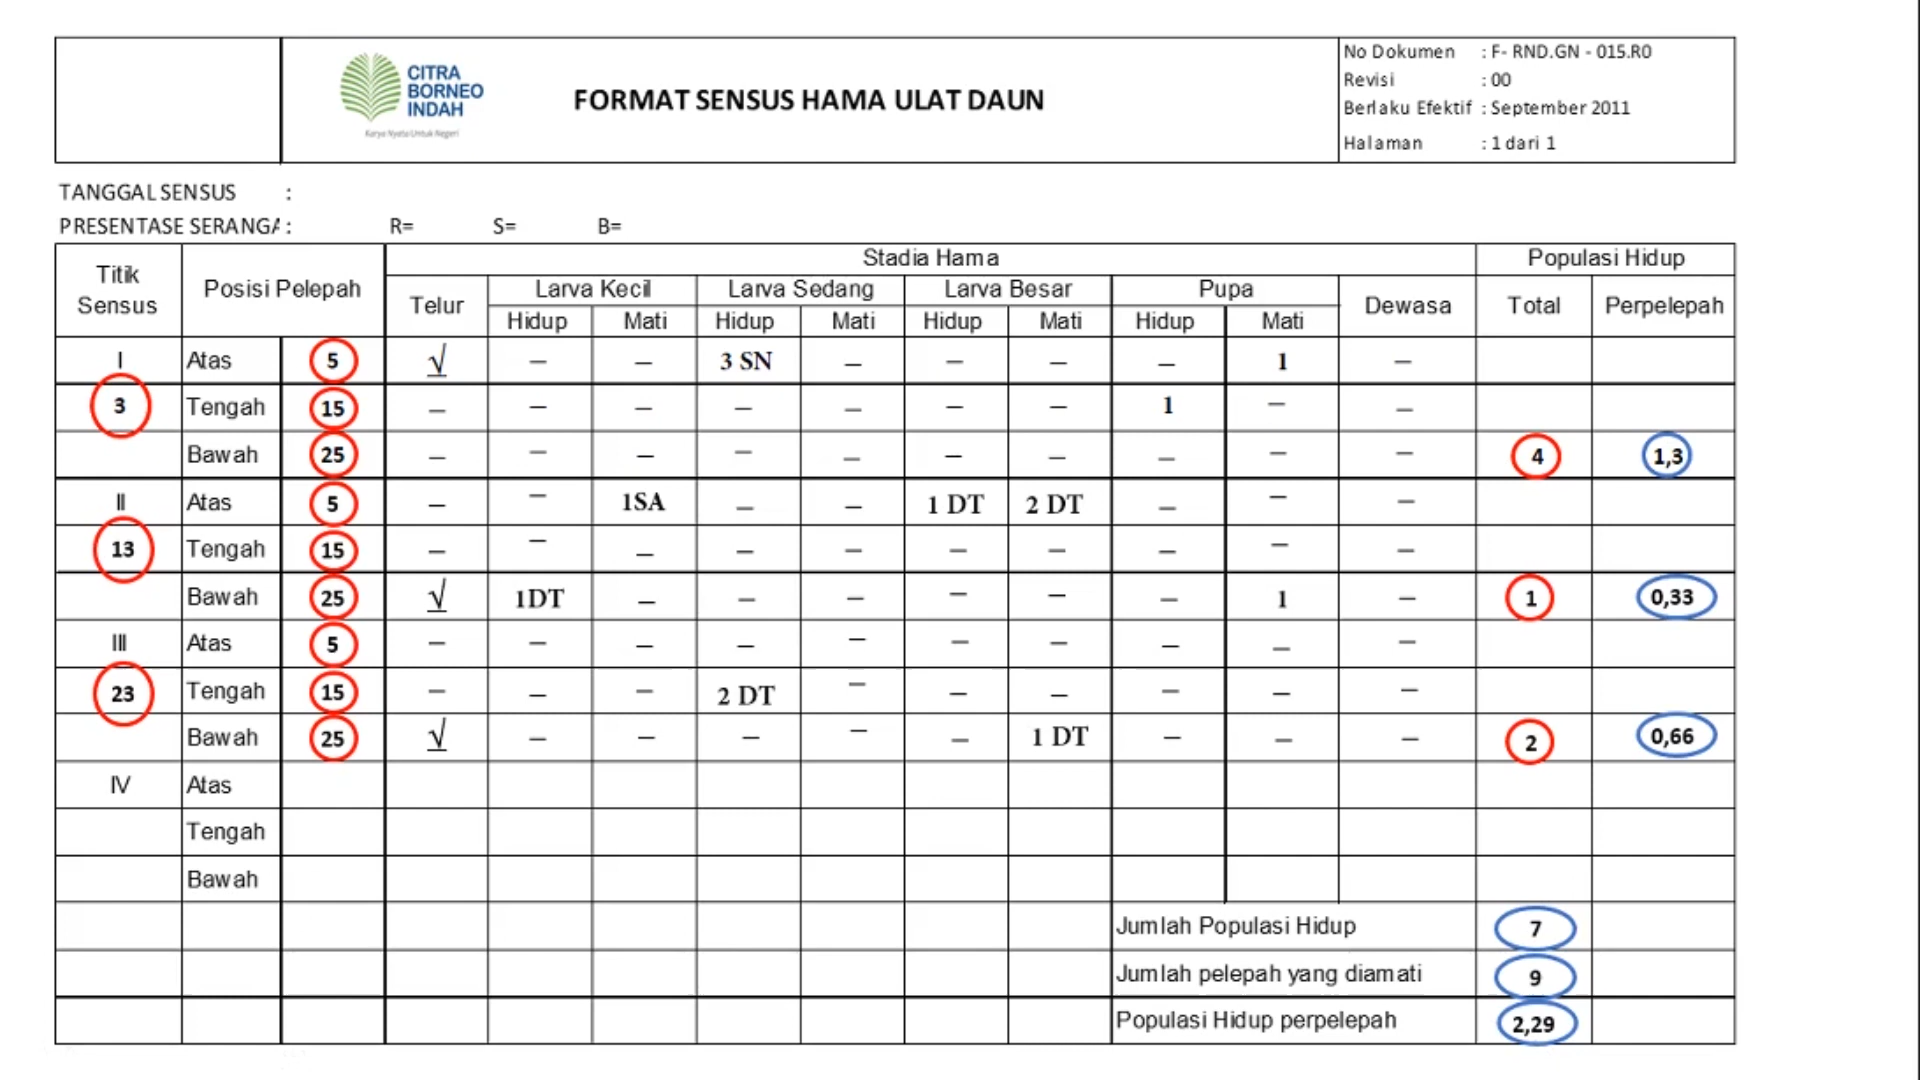 CITRA
BORNEO
INDAH
Karya Nyata Untuk Negeri
FORMAT SENSUS HAMA ULAT DAUN
No Dokumen : F- RND.GN - 015.R0
Revisi : 00
Berlaku Efektif : September 2011
Halaman : 1 dari 1
TANGGAL SENSUS :
PRESENTASE SERANGA : R= S= B=
Titik Sensus Posisi Pelepah Stadia Hama Populasi Hidup
Telur Larva Kecil Larva Sedang Larva Besar Pupa Dewasa Total Perpelepah
Hidup Mati Hidup Mati Hidup Mati Hidup Mati
I Atas 5 √ – – 3 SN – – – – 1 –
3 Tengah 15 – – – – – – – 1 – –
Bawah 25 – – – – – – – – – – 4 1,3
II Atas 5 – – 1SA – – 1 DT 2 DT – – –
13 Tengah 15 – – – – – – – – – –
Bawah 25 √ 1DT – – – – – – 1 – 1 0,33
III Atas 5 – – – – – – – – – –
23 Tengah 15 – – – 2 DT – – – – – –
Bawah 25 √ – – – – – 1 DT – – – 2 0,66
IV Atas
Tengah
Bawah
Jumlah Populasi Hidup 7
Jumlah pelepah yang diamati 9
Populasi Hidup perpelepah 2,29